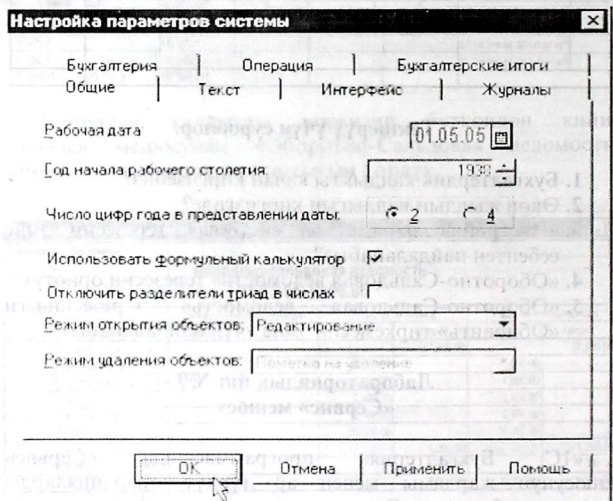 Настройка параметров системы
Бухгалтерия Операция Бухгалтерские итоги
Общие Текст Интерфейс Журналы
Рабочая дата 01.05.05
Год начала рабочего столетия:
Число цифр года в представлении даты: 2 4
Использовать формульный калькулятор
Отключить разделители триад в числах
Режим открытия объектов: Редактирование
Режим удаления объектов: Пометка на удаление
OK Отмена Применить Помощь